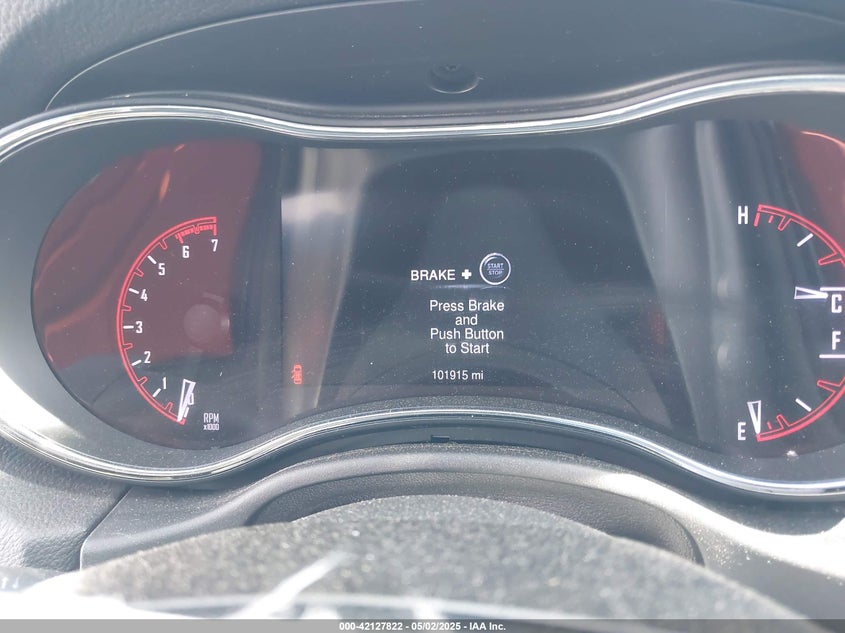 7
6
5
4
3
2
1
0
RPM
x1000
BRAKE + START
STOP
Press Brake
and
Push Button
to Start
101915 mi
H
C
F
E
000-42127822 - 05/02/2025 - IAA Inc.